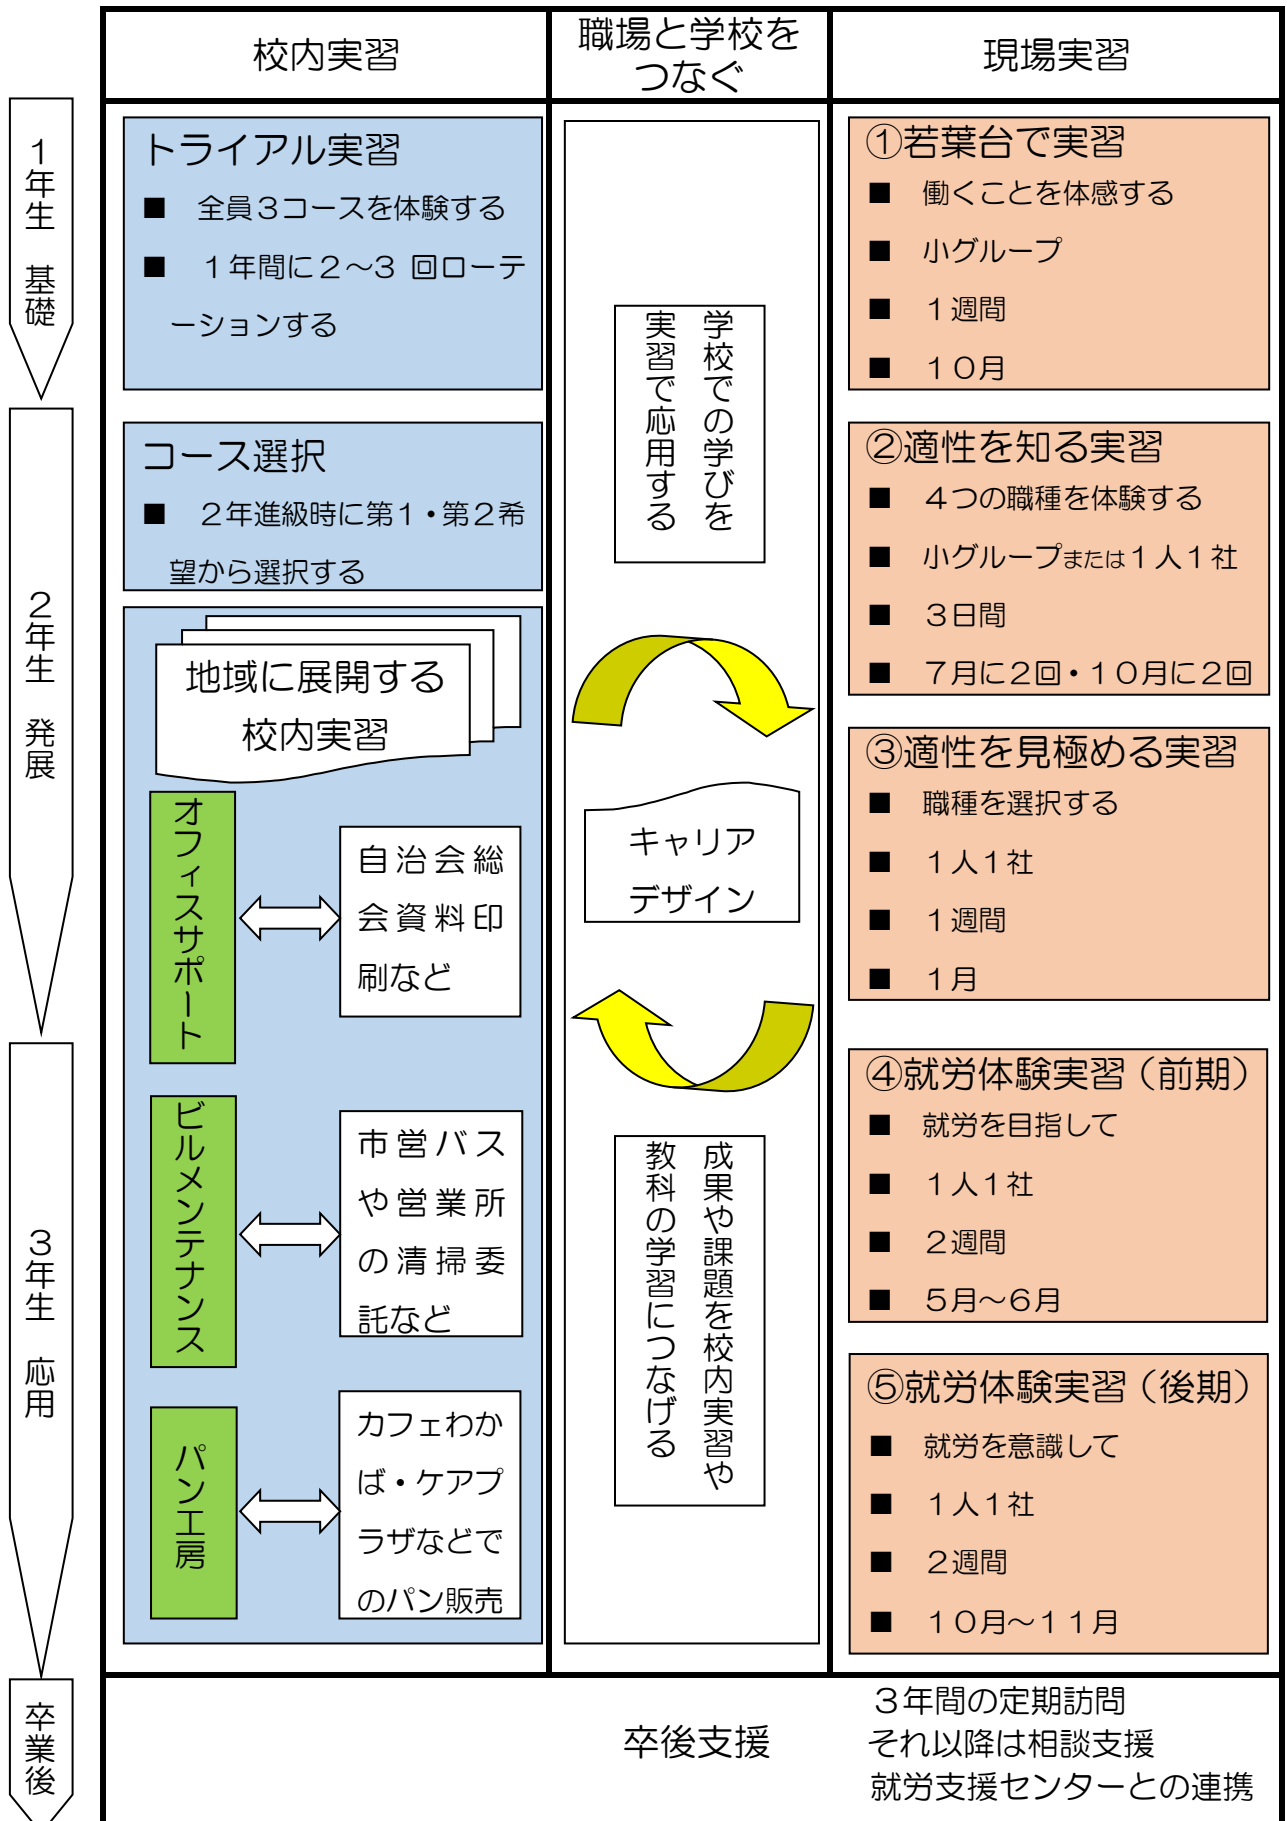 校内実習
職場と学校を
つなぐ
現場実習
1年生 基礎
トライアル実習
■ 全員3コースを体験する
■ 1年間に2～3 回ローテ
ーションする
①若葉台で実習
■ 働くことを体感する
■ 小グループ
■ 1週間
■ 10月
学校での学びを
実習で応用する
2年生 発展
コース選択
■ 2年進級時に第1・第2希
望から選択する
②適性を知る実習
■ 4つの職種を体験する
■ 小グループまたは1人1社
■ 3日間
■ 7月に2回・10月に2回
地域に展開する
校内実習
③適性を見極める実習
■ 職種を選択する
■ 1人1社
■ 1週間
■ 1月
キャリア
デザイン
オフィスサポート
自治会総
会資料印
刷など
3年生 応用
④就労体験実習（前期）
■ 就労を目指して
■ 1人1社
■ 2週間
■ 5月～6月
ビルメンテナンス
市営バス
や営業所
の清掃委
託など
成果や課題を校内実習や
教科の学習につなげる
⑤就労体験実習（後期）
■ 就労を意識して
■ 1人1社
■ 2週間
■ 10月～11月
パン工房
カフェわか
ば・ケアプ
ラザなどで
のパン販売
卒業後
卒後支援
3年間の定期訪問
それ以降は相談支援
就労支援センターとの連携